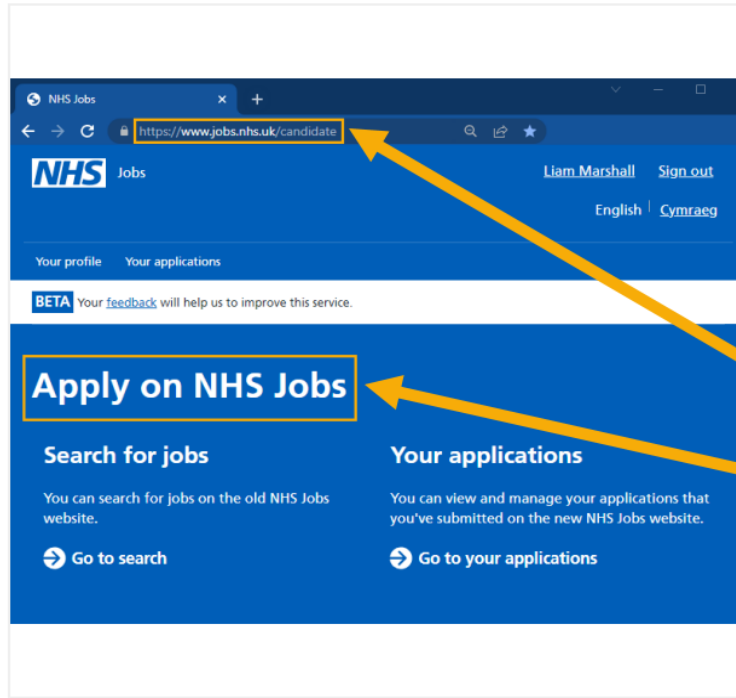 NHS Jobs
https://www.jobs.nhs.uk/candidate
NHS Jobs
Liam Marshall Sign out
English Cymraeg
Your profile Your applications
BETA Your feedback will help us to improve this service.
Apply on NHS Jobs
Search for jobs
You can search for jobs on the old NHS Jobs
website.
Go to search
Your applications
You can view and manage your applications that
you've submitted on the new NHS Jobs website.
Go to your applications